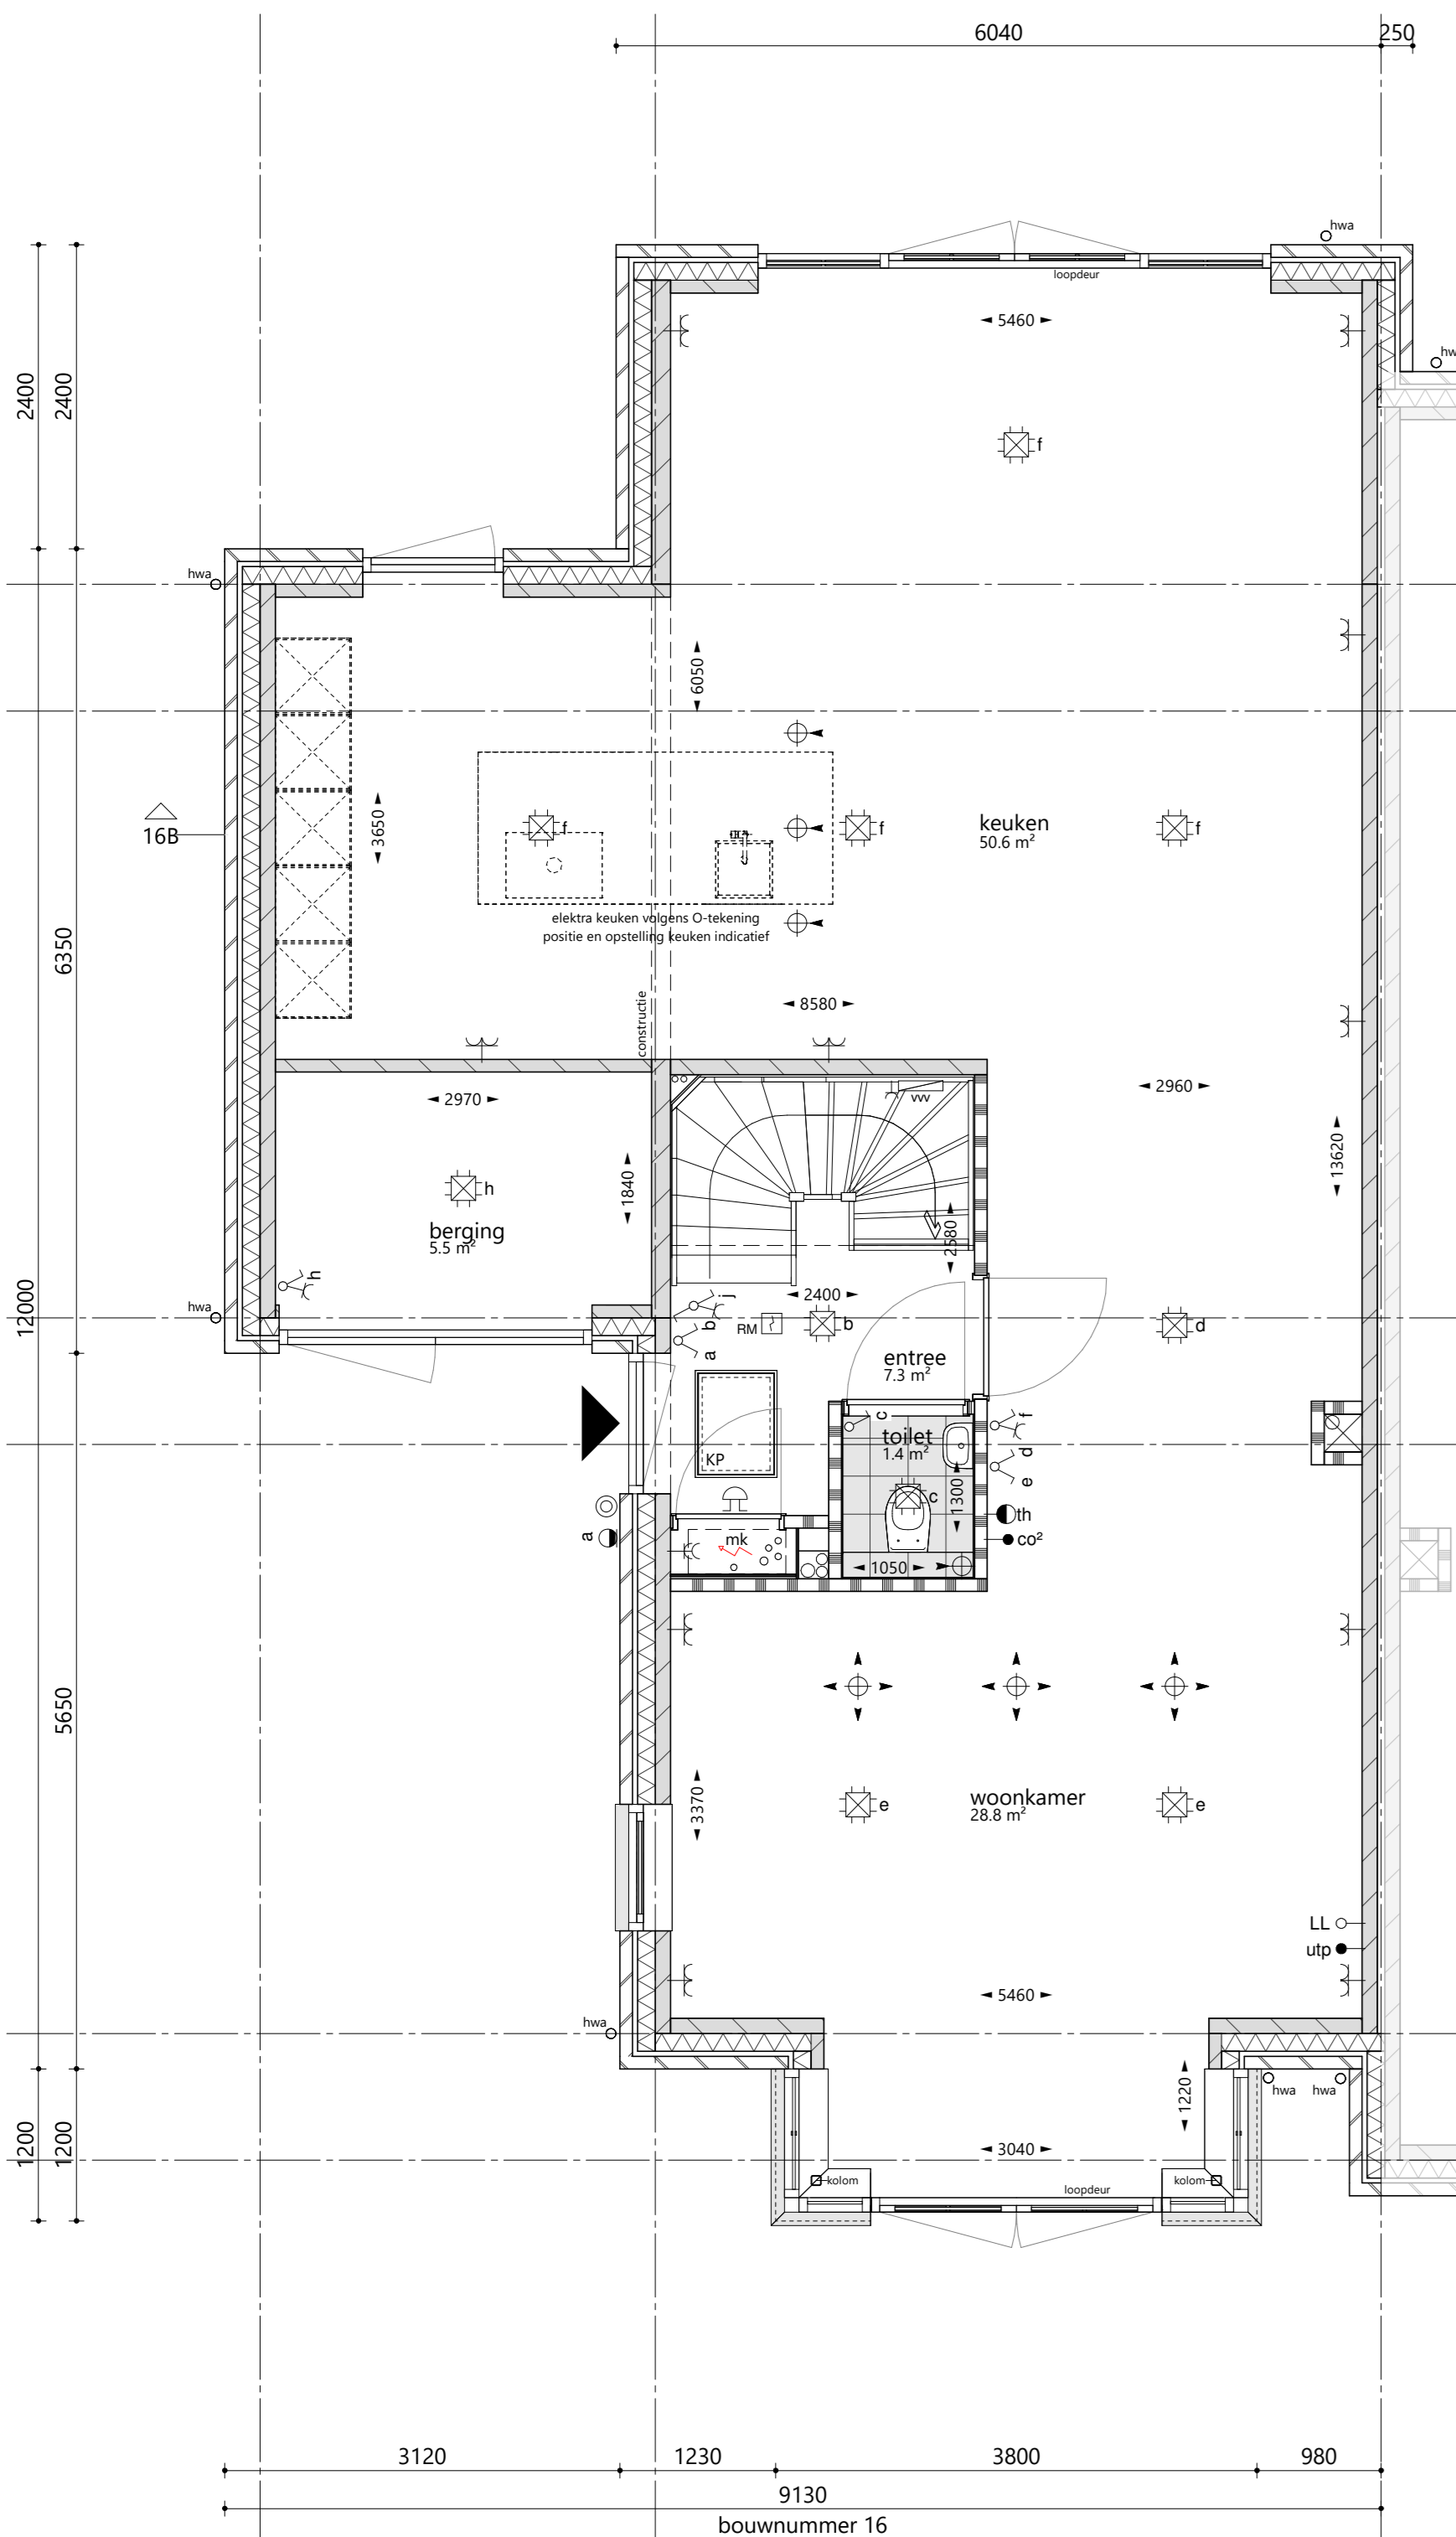 6040
250
hwa
loopdeur
5460
hw
2400
2400
f
hwa
6050
16B
3650
f
f
keuken
50.6 m²
f
elektra keuken volgens O-tekening
positie en opstelling keuken indicatief
6350
constructie
8580
2970
vvv
2960
13620
h
1840
berging
5.5 m²
2580
h
hwa
12000
j
b
a
2400
RM
b
d
entree
7.3 m²
c
toilet
1.4 m²
f
d
e
KP
c
1300
th
co²
a
mk
1050
5650
3370
e
woonkamer
28.8 m²
e
LL
utp
5460
hwa
hwa
hwa
1220
1200
1200
3040
kolom
kolom
loopdeur
3120
1230
3800
980
9130
bouwnummer 16